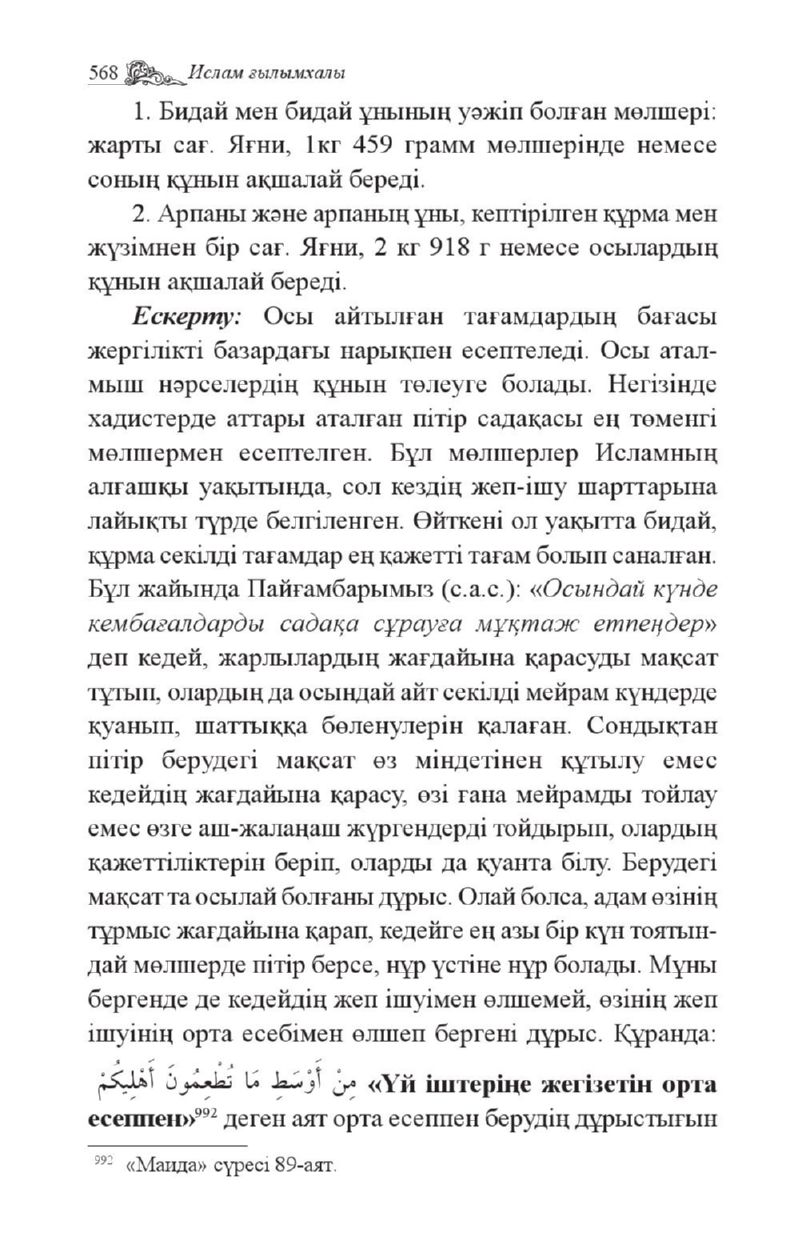 568 Ислам ғылымхалы
1. Бидай мен бидай ұнының уәжіп болған мөлшері:
жарты сағ. Яғни, 1кг 459 грамм мөлшерінде немесе
соның құнын ақшалай береді.
2. Арпаны және арпаның ұны, кептірілген құрма мен
жүзімнен бір сағ. Яғни, 2 кг 918 г немесе осылардың
құнын ақшалай береді.
Ескерту: Осы айтылған тағамдардың бағасы
жергілікті базардағы нарықпен есептеледі. Осы атал-
мыш нәрселердің құнын төлеуге болады. Негізінде
хадистерде аттары аталған пітір садақасы ең төменгі
мөлшермен есептелген. Бұл мөлшерлер Исламның
алғашқы уақытында, сол кездің жеп-ішу шарттарына
лайықты түрде белгіленген. Өйткені ол уақытта бидай,
құрма секілді тағамдар ең қажетті тағам болып саналған.
Бұл жайында Пайғамбарымыз (с.а.с.): «Осындай күнде
кембағалдарды садақа сұрауға мұқтаж етпеңдер»
деп кедей, жарлылардың жағдайына қарасуды мақсат
тұтып, олардың да осындай айт секілді мейрам күндерде
қуанып, шаттыққа бөленулерін қалаған. Сондықтан
пітір берудегі мақсат өз міндетінен құтылу емес
кедейдің жағдайына қарасу, өзі ғана мейрамды тойлау
емес өзге аш-жалаңаш жүргендерді тойдырып, олардың
қажеттіліктерін беріп, оларды да қуанта білу. Берудегі
мақсат та осылай болғаны дұрыс. Олай болса, адам өзінің
тұрмыс жағдайына қарап, кедейге ең азы бір күн тоятын-
дай мөлшерде пітір берсе, нұр үстіне нұр болады. Мұны
бергенде де кедейдің жеп ішуімен өлшемей, өзінің жеп
ішуінің орта есебімен өлшеп бергені дұрыс. Құранда:
مِنْ أَوْسَطِ مَا تُطْعِمُونَ أَهْلِيكُمْ «Үй іштеріңе жегізетін орта
есеппен»⁹⁹² деген аят орта есеппен берудің дұрыстығын
⁹⁹² «Маида» сүресі 89-аят.